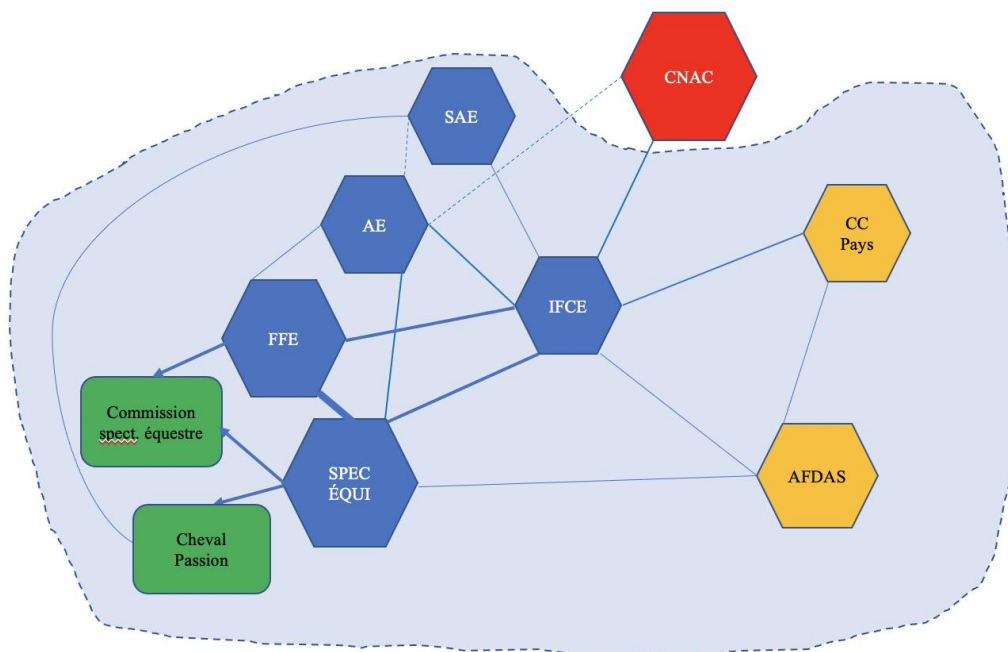 CNAC
SAE
AE
CC
Pays
IFCE
FFE
Commission
spect. équestre
SPEC
ÉQUI
AFDAS
Cheval
Passion